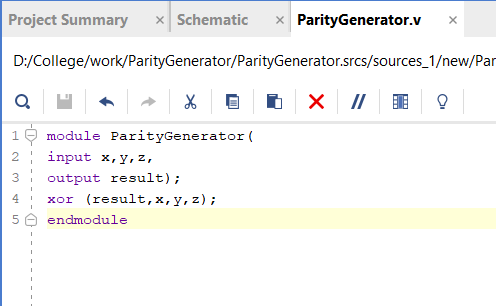 Project Summary × Schematic × ParityGenerator.v ×
D:/College/work/ParityGenerator/ParityGenerator.srcs/sources_1/new/Par
1 module ParityGenerator(
2 input x,y,z,
3 output result);
4 xor (result,x,y,z);
5 endmodule